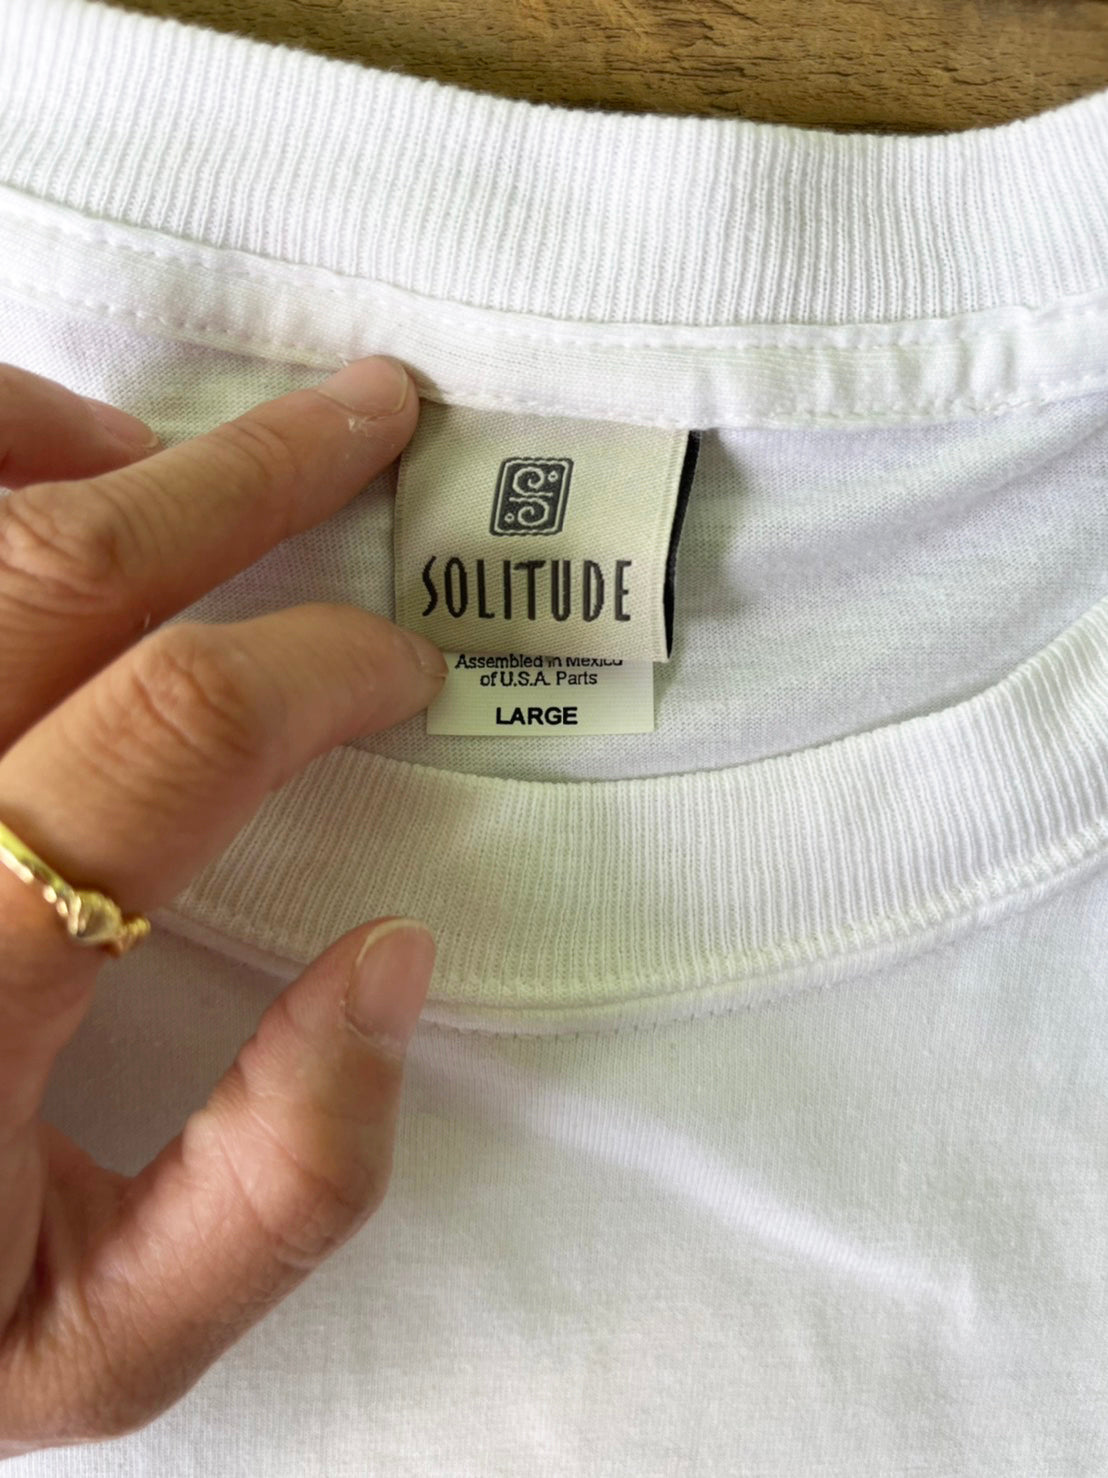 SOLITUDE
Assembled in Mexico
of U.S.A. Parts
LARGE